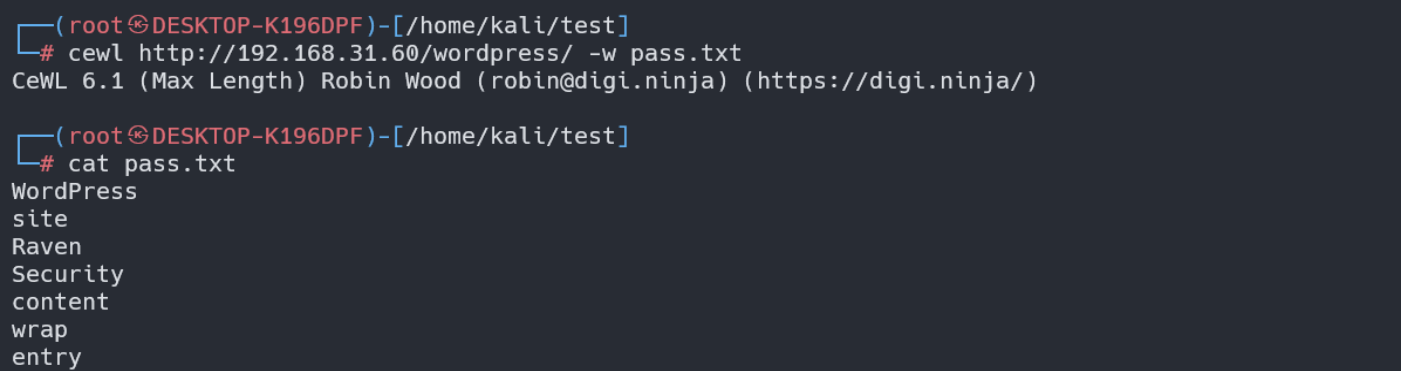 ┌──(root㉿DESKTOP-K196DPF)-[/home/kali/test]
└─# cewl http://192.168.31.60/wordpress/ -w pass.txt
CeWL 6.1 (Max Length) Robin Wood (robin@digi.ninja) (https://digi.ninja/)
┌──(root㉿DESKTOP-K196DPF)-[/home/kali/test]
└─# cat pass.txt
WordPress
site
Raven
Security
content
wrap
entry